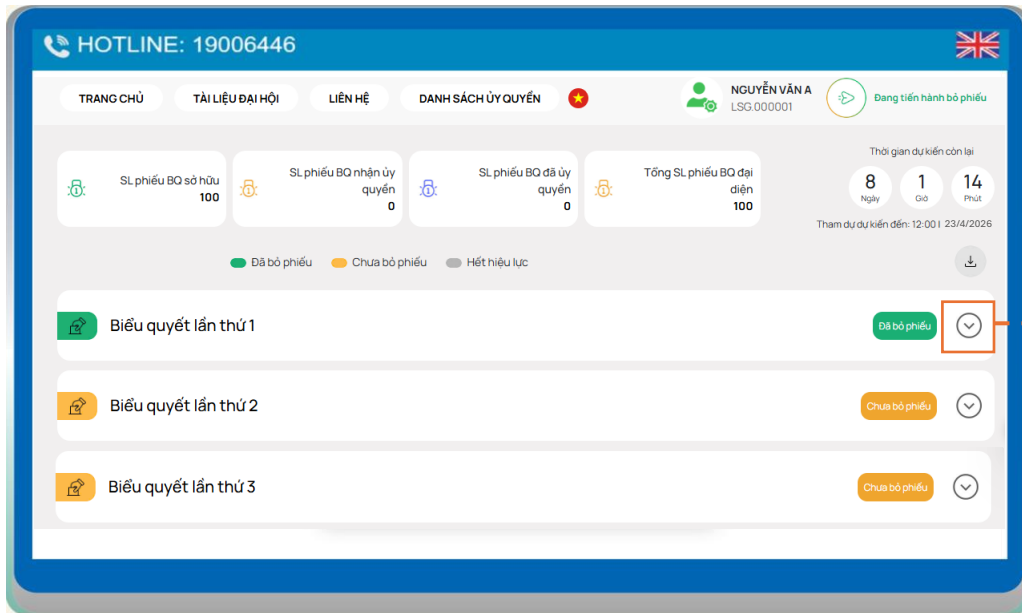 HOTLINE: 19006446
TRANG CHỦ
TÀI LIỆU ĐẠI HỘI
LIÊN HỆ
DANH SÁCH ỦY QUYỀN
NGUYỄN VĂN A
LSG.000001
Đang tiến hành bỏ phiếu
SL phiếu BQ sở hữu
100
SL phiếu BQ nhận ủy
quyền
0
SL phiếu BQ đã ủy
quyền
0
Tổng SL phiếu BQ đại
diện
100
Thời gian dự kiến còn lại
8
Ngày
1
Giờ
14
Phút
Tham dự dự kiến đến: 12:00 | 23/4/2026
Đã bỏ phiếu
Chưa bỏ phiếu
Hết hiệu lực
Biểu quyết lần thứ 1
Đã bỏ phiếu
Biểu quyết lần thứ 2
Chưa bỏ phiếu
Biểu quyết lần thứ 3
Chưa bỏ phiếu